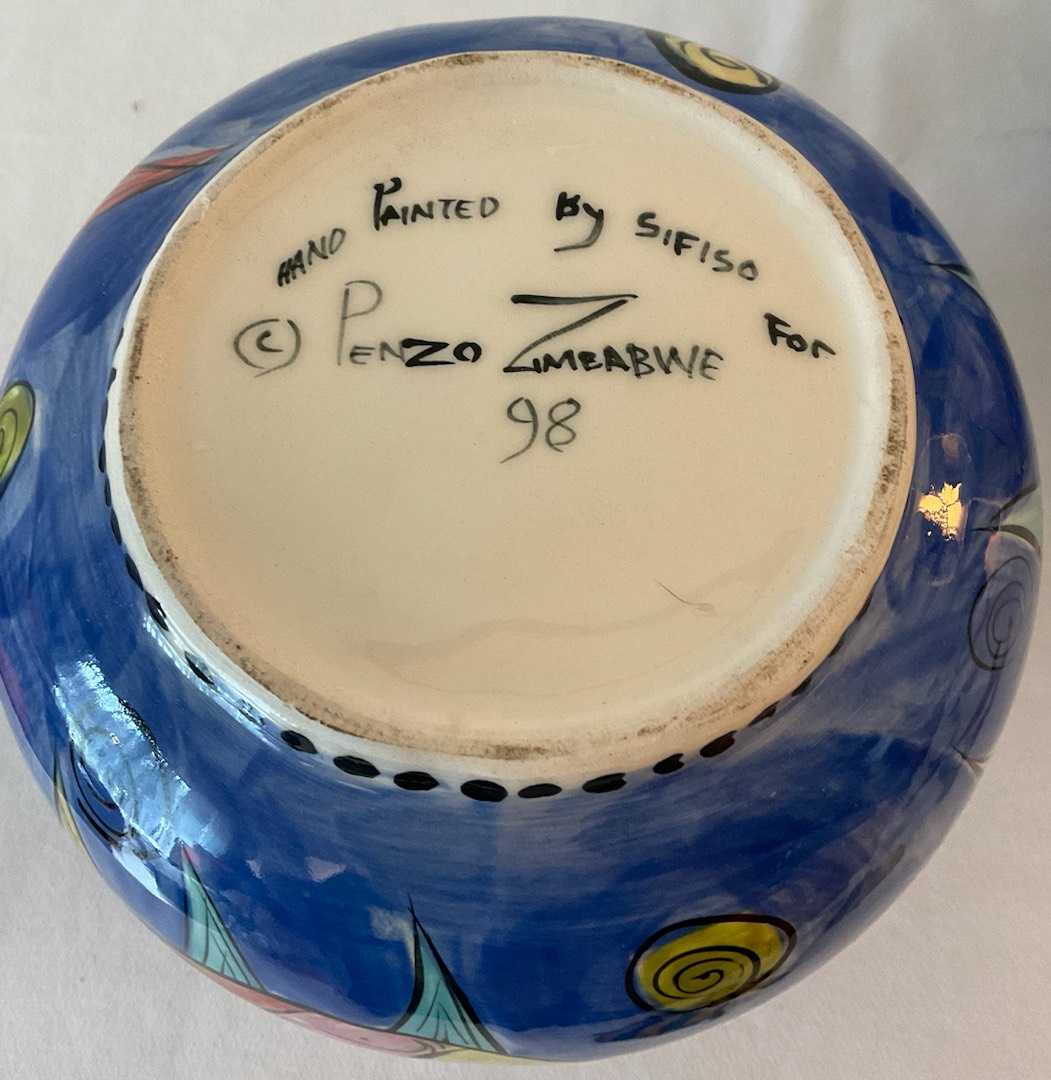 HAND PAINTED By SIFISO FOR
© PENZO ZIMBABWE
98